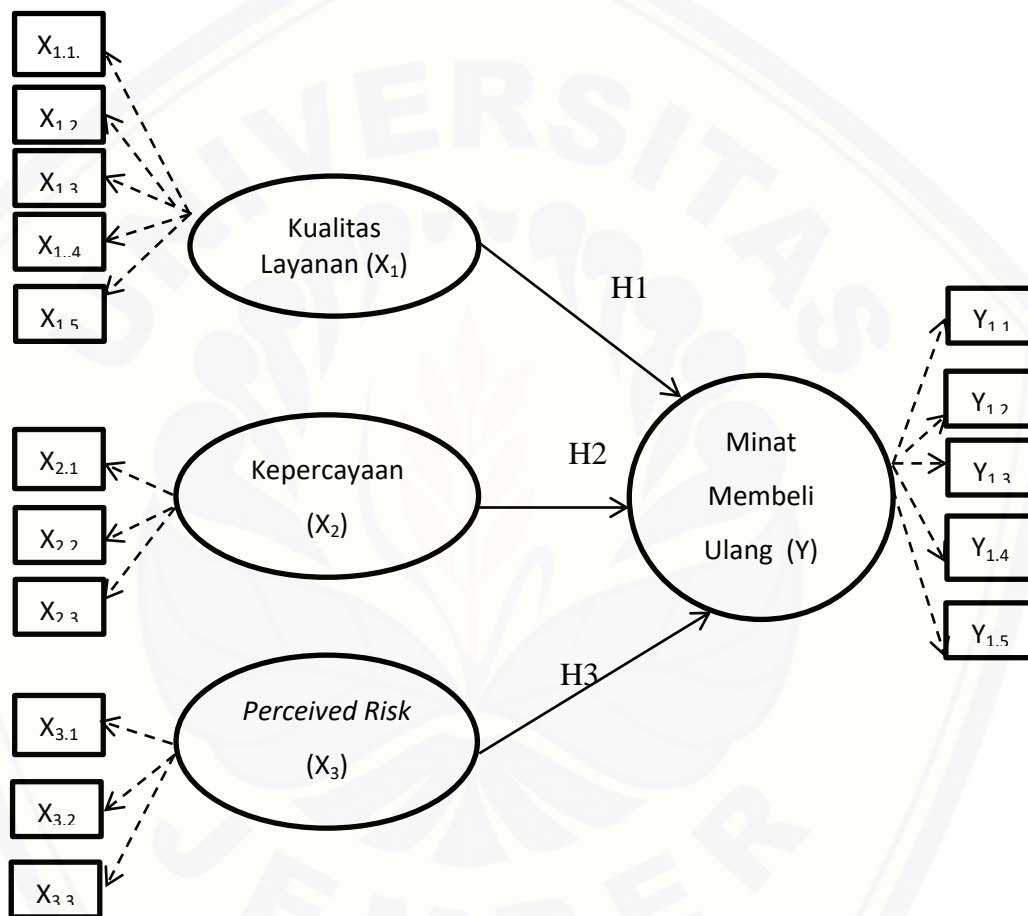 X1.1.
X1.2
X1.3
X1..4
X1.5
Kualitas
Layanan (X1)
H1
Y1.1
Y1.2
Y1.3
Y1.4
Y1.5
X2.1
X2.2
X2.3
Kepercayaan
(X2)
H2
Minat
Membeli
Ulang (Y)
X3.1
X3.2
X3.3
Perceived Risk
(X3)
H3
UNIVERSITAS
JEMBER